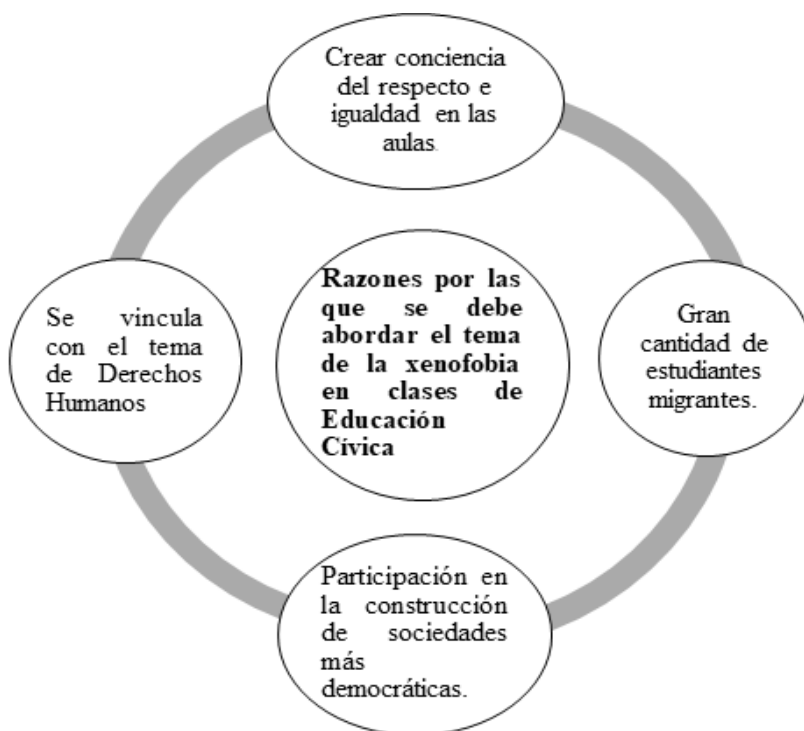 Crear conciencia
del respecto e
igualdad en las
aulas.
Se vincula
con el tema
de Derechos
Humanos
Razones por las
que se debe
abordar el tema
de la xenofobia
en clases de
Educación
Cívica
Gran
cantidad de
estudiantes
migrantes.
Participación en
la construcción
de sociedades
más
democráticas.